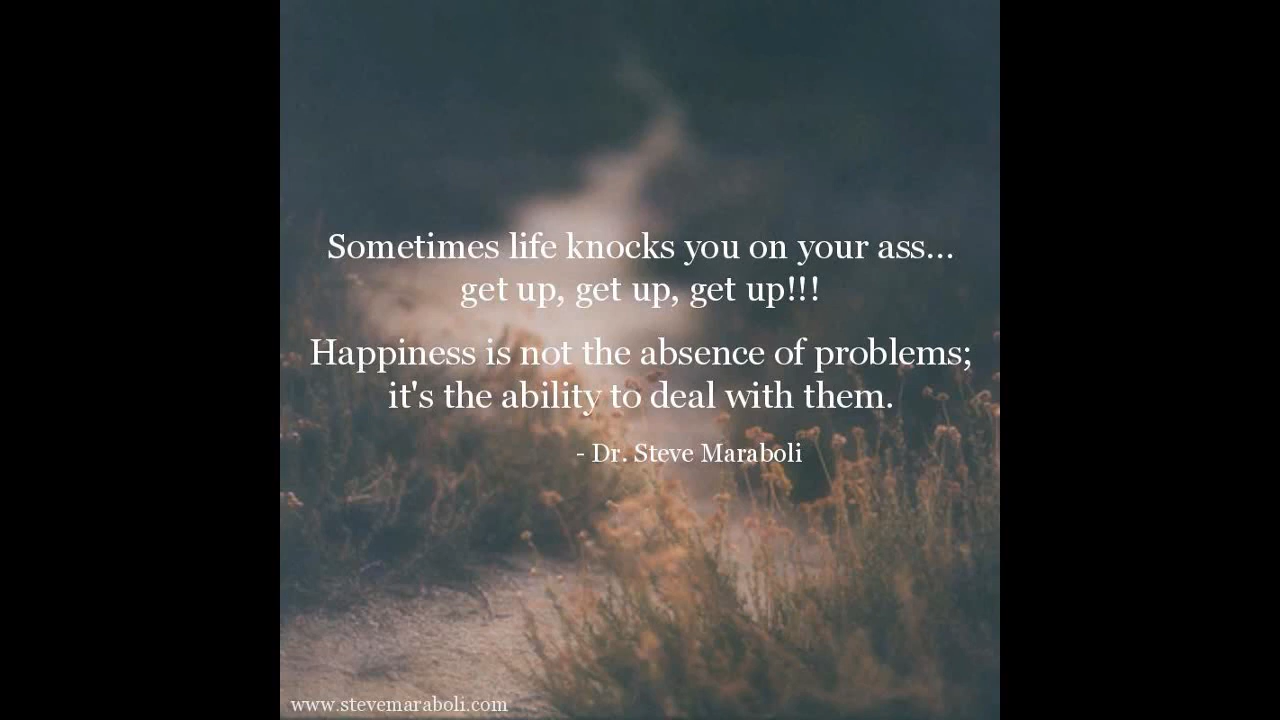 Sometimes life knocks you on your ass...
get up, get up, get up!!!
Happiness is not the absence of problems;
it's the ability to deal with them.
- Dr. Steve Maraboli
www.stevemaraboli.com